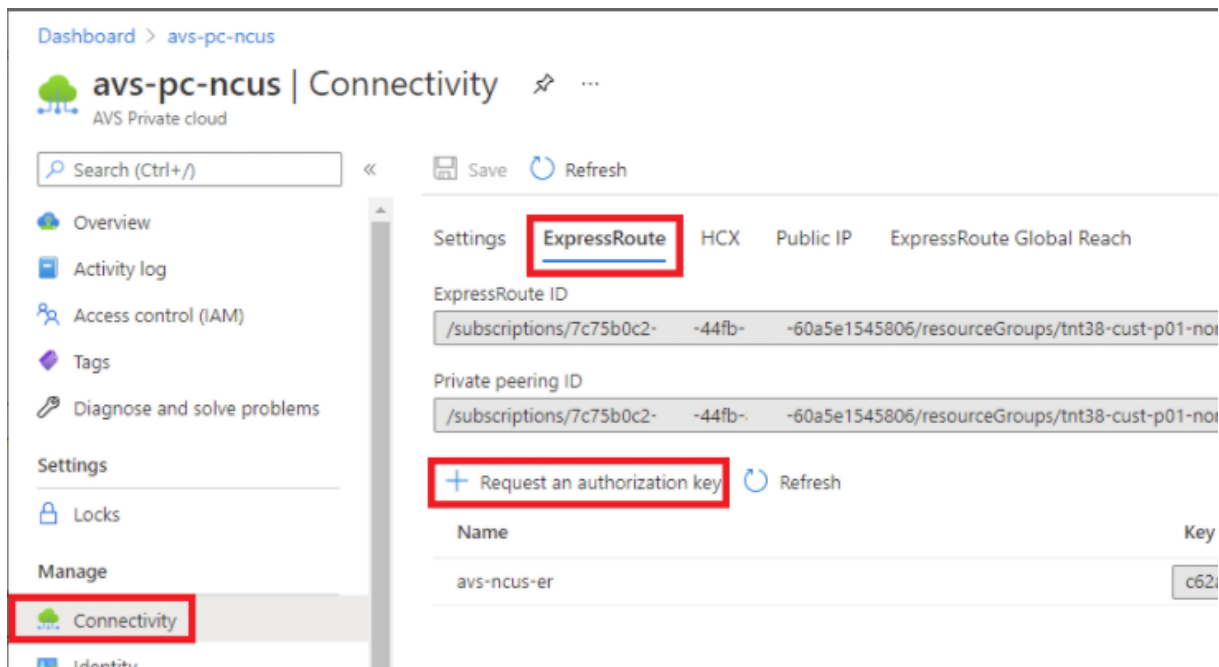 Dashboard > avs-pc-ncus
avs-pc-ncus | Connectivity ...
AVS Private cloud
Search (Ctrl+/) «
Overview
Activity log
Access control (IAM)
Tags
Diagnose and solve problems
Settings
Locks
Manage
Connectivity
Identity
Save Refresh
Settings ExpressRoute HCX Public IP ExpressRoute Global Reach
ExpressRoute ID
/subscriptions/7c75b0c2- -44fb- -60a5e1545806/resourceGroups/tnt38-cust-p01-nor
Private peering ID
/subscriptions/7c75b0c2- -44fb- -60a5e1545806/resourceGroups/tnt38-cust-p01-nor
+ Request an authorization key Refresh
Name Key
avs-ncus-er c62a